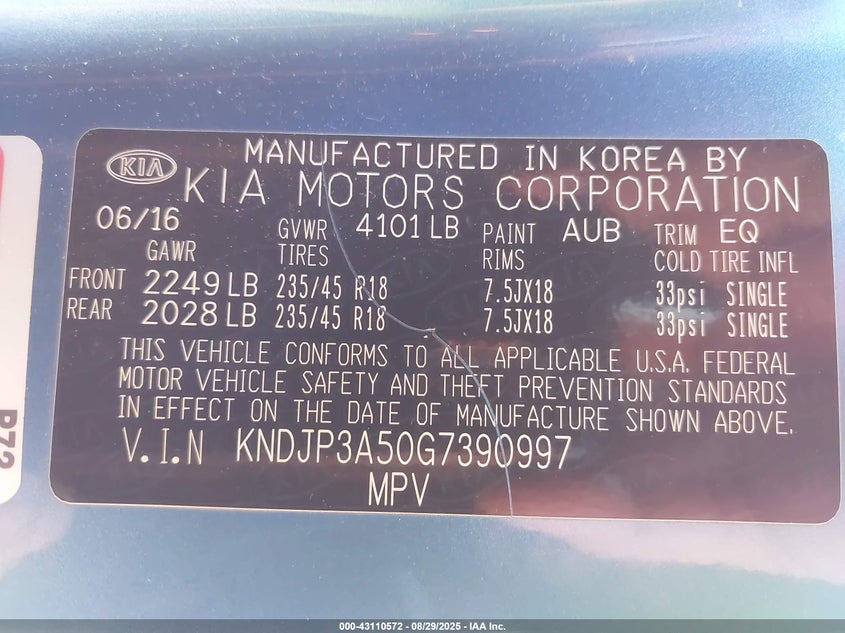 KIA
MANUFACTURED IN KOREA BY
KIA MOTORS CORPORATION
06/16 GVWR 4101 LB PAINT AUB TRIM EQ
GAWR TIRES RIMS COLD TIRE INFL
FRONT 2249 LB 235/45 R18 7.5JX18 33psi SINGLE
REAR 2028 LB 235/45 R18 7.5JX18 33psi SINGLE
THIS VEHICLE CONFORMS TO ALL APPLICABLE U.S.A. FEDERAL
MOTOR VEHICLE SAFETY AND THEFT PREVENTION STANDARDS
IN EFFECT ON THE DATE OF MANUFACTURE SHOWN ABOVE.
V.I.N KNDJP3A50G7390997
MPV
000-43110572 - 08/29/2025 - IAA Inc.